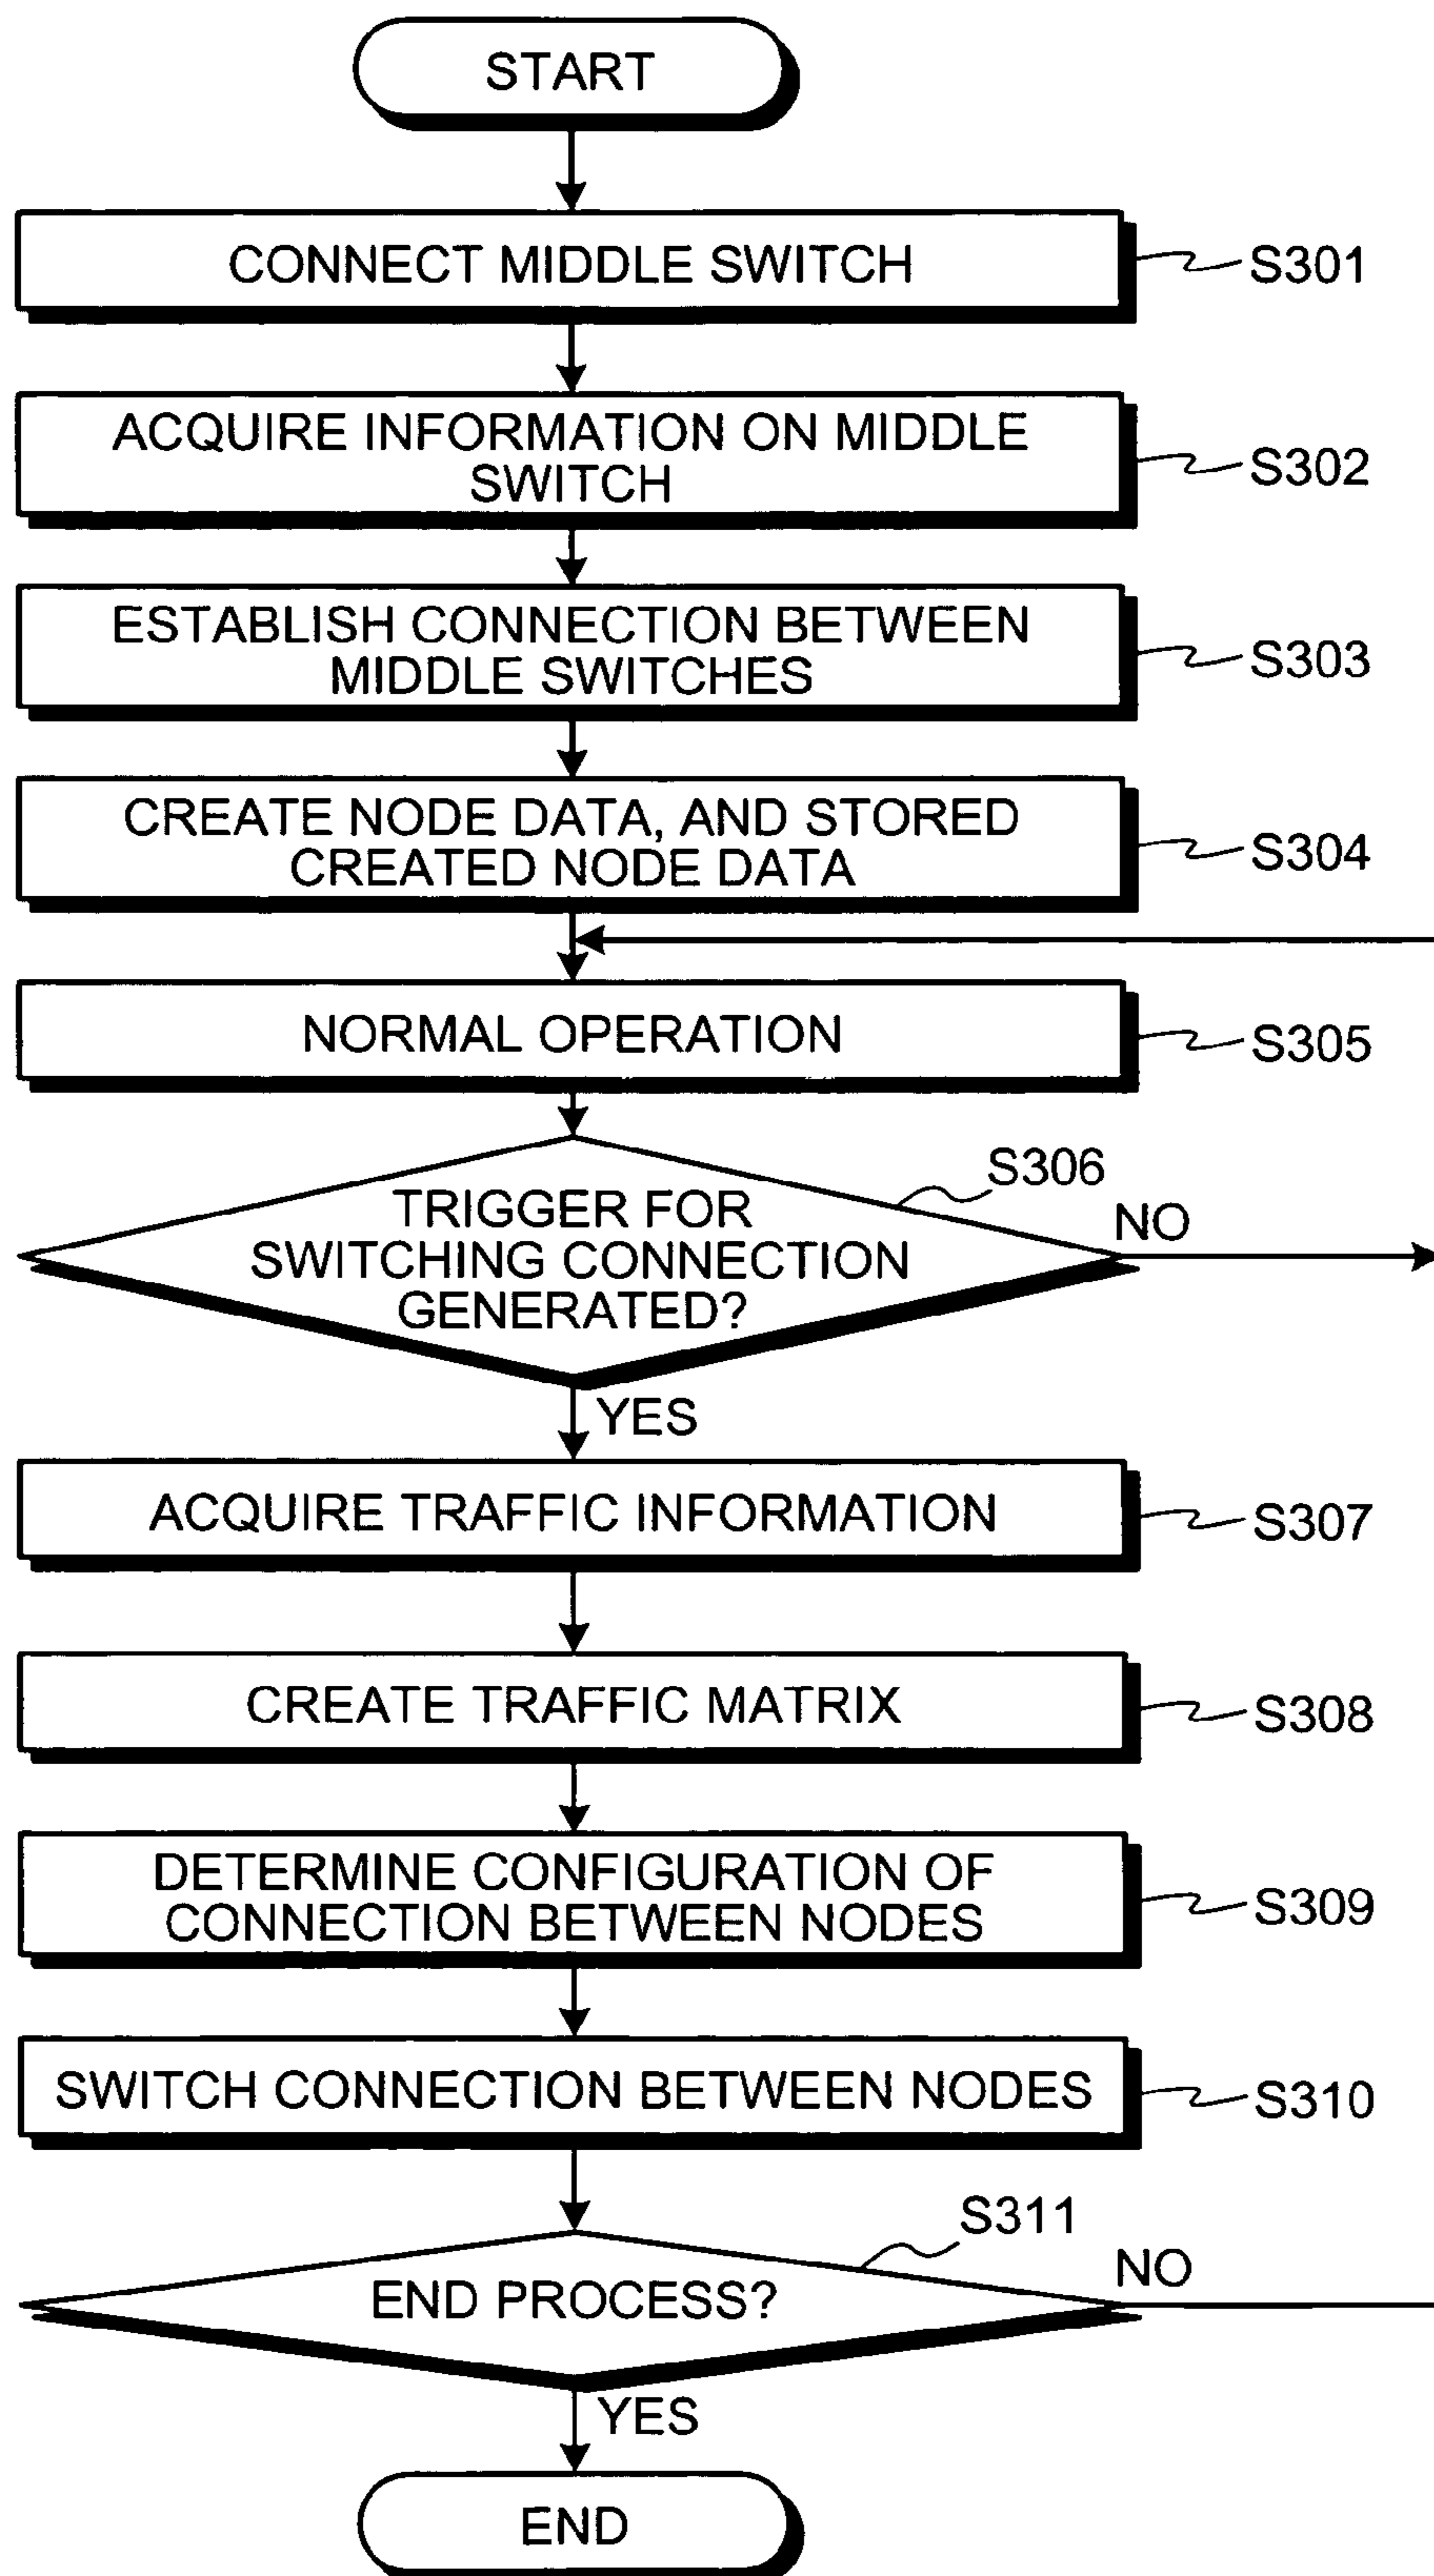 START
CONNECT MIDDLE SWITCH
S301
ACQUIRE INFORMATION ON MIDDLE
SWITCH
S302
ESTABLISH CONNECTION BETWEEN
MIDDLE SWITCHES
S303
CREATE NODE DATA, AND STORED
CREATED NODE DATA
S304
NORMAL OPERATION
S305
S306
TRIGGER FOR
SWITCHING CONNECTION
GENERATED?
NO
YES
ACQUIRE TRAFFIC INFORMATION
S307
CREATE TRAFFIC MATRIX
S308
DETERMINE CONFIGURATION OF
CONNECTION BETWEEN NODES
S309
SWITCH CONNECTION BETWEEN NODES
S310
S311
END PROCESS?
NO
YES
END